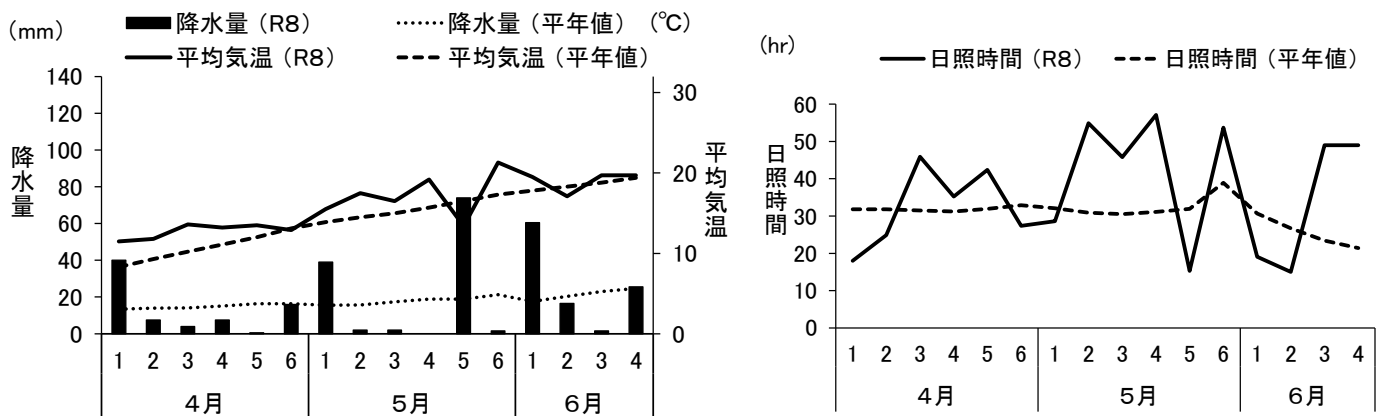 (mm)
降水量（R8）
降水量（平年値）
(℃)
平均気温（R8）
平均気温（平年値）
140
120
100
80
60
40
20
0
降水量
30
20
10
0
平均気温
1 2 3 4 5 6 1 2 3 4 5 6 1 2 3 4
4月 5月 6月
(hr)
日照時間（R8）
日照時間（平年値）
60
50
40
30
20
10
0
日照時間
1 2 3 4 5 6 1 2 3 4 5 6 1 2 3 4
4月 5月 6月